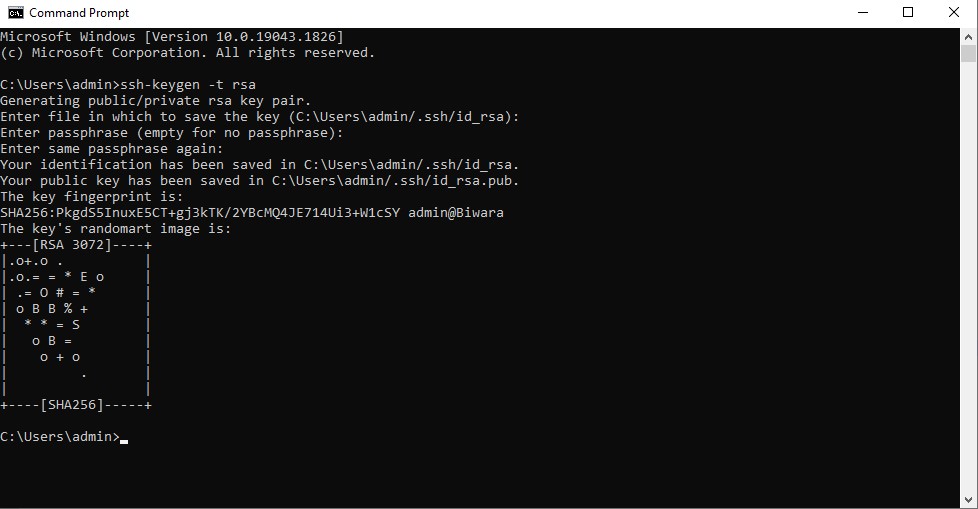 Command Prompt
Microsoft Windows [Version 10.0.19043.1826]
(c) Microsoft Corporation. All rights reserved.

C:\Users\admin>ssh-keygen -t rsa
Generating public/private rsa key pair.
Enter file in which to save the key (C:\Users\admin/.ssh/id_rsa):
Enter passphrase (empty for no passphrase):
Enter same passphrase again:
Your identification has been saved in C:\Users\admin/.ssh/id_rsa.
Your public key has been saved in C:\Users\admin/.ssh/id_rsa.pub.
The key fingerprint is:
SHA256:PkgdS5InuxE5CT+gj3kTK/2YBcMQ4JE714Ui3+W1cSY admin@Biwara
The key's randomart image is:
+---[RSA 3072]----+
|.o+.o .          |
|.o.= = * E o     |
| .= O # = *      |
| o B B % +       |
|  * * = S        |
|   o B =         |
|    o + o        |
|         .       |
|                 |
+----[SHA256]-----+

C:\Users\admin>